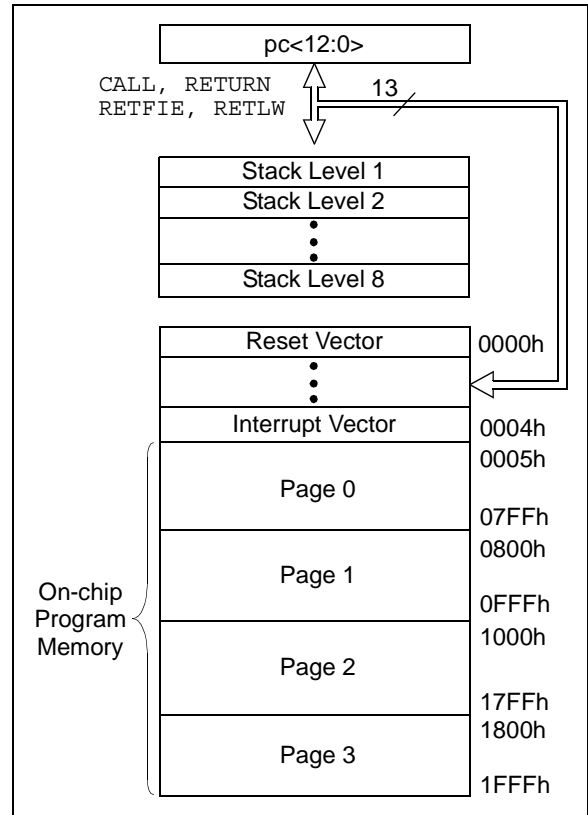 pc<12:0>
CALL, RETURN
RETFIE, RETLW
13
Stack Level 1
Stack Level 2
Stack Level 8
Reset Vector
0000h
Interrupt Vector
0004h
0005h
Page 0
07FFh
0800h
Page 1
0FFFh
On-chip
Program
Memory
1000h
Page 2
17FFh
1800h
Page 3
1FFFh